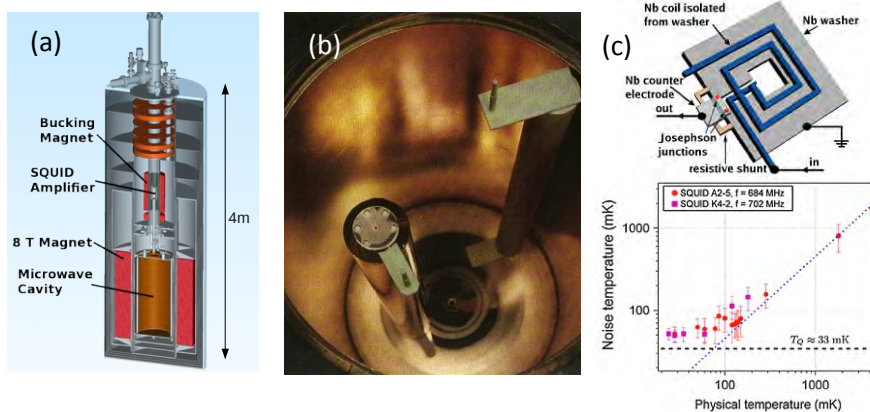 (a)
Bucking
Magnet
SQUID
Amplifier
8 T Magnet
Microwave
Cavity
4m
(b)
(c)
Nb coil isolated
from washer
Nb washer
Nb counter
electrode
out
Josephson
junctions
resistive shunt
in
SQUID A2-5, f = 684 MHz
SQUID K4-2, f = 702 MHz
Noise temperature (mK)
1000
100
T_Q ≈ 33 mK
100
1000
Physical temperature (mK)